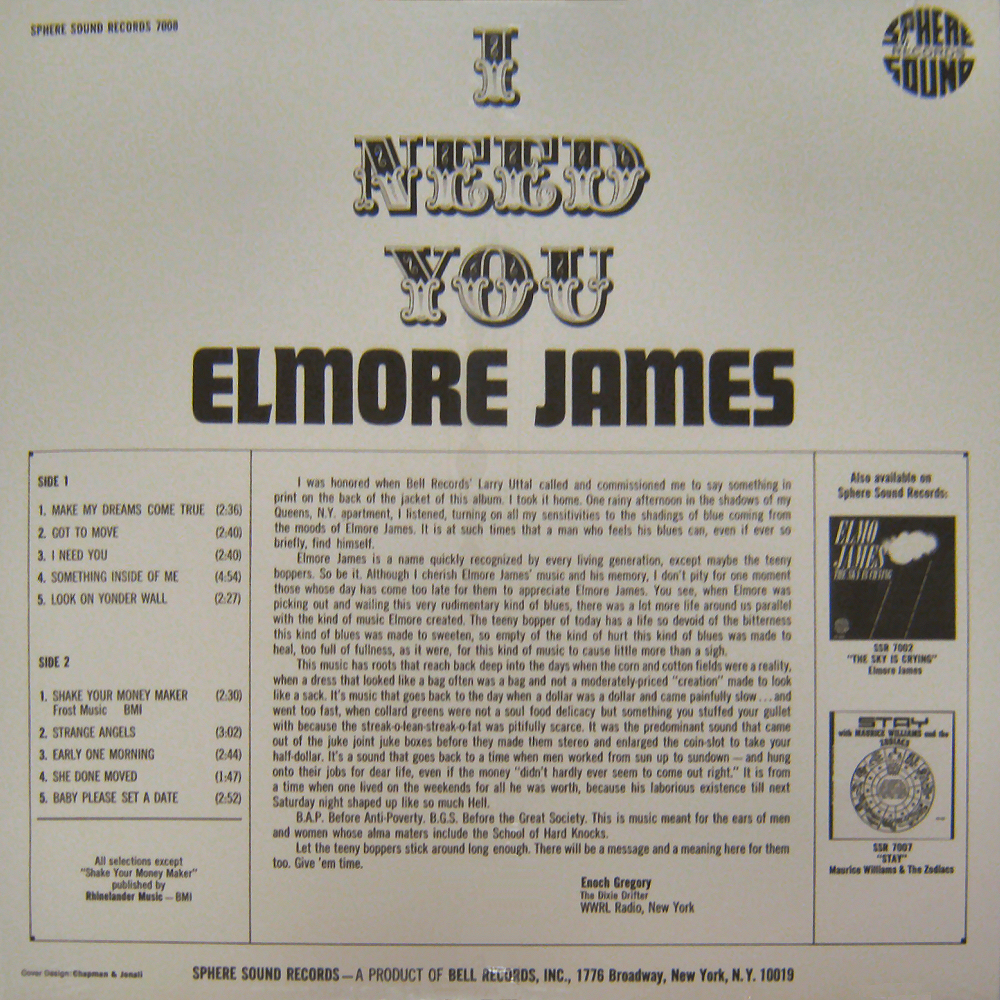 SPHERE SOUND RECORDS 7008
SPHERE
records
SOUND
I
NEED
YOU
ELMORE JAMES
SIDE 1
1. MAKE MY DREAMS COME TRUE (2:36)
2. GOT TO MOVE (2:40)
3. I NEED YOU (2:40)
4. SOMETHING INSIDE OF ME (4:54)
5. LOOK ON YONDER WALL (2:27)
SIDE 2
1. SHAKE YOUR MONEY MAKER (2:30)
Frost Music BMI
2. STRANGE ANGELS (3:02)
3. EARLY ONE MORNING (2:44)
4. SHE DONE MOVED (1:47)
5. BABY PLEASE SET A DATE (2:52)
All selections except
"Shake Your Money Maker"
published by
Rhinelander Music — BMI
I was honored when Bell Records' Larry Uttal called and commissioned me to say something in
print on the back of the jacket of this album. I took it home. One rainy afternoon in the shadows of my
Queens, N.Y. apartment, I listened, turning on all my sensitivities to the shadings of blue coming from
the moods of Elmore James. It is at such times that a man who feels his blues can, even if ever so
briefly, find himself.
Elmore James is a name quickly recognized by every living generation, except maybe the teeny
boppers. So be it. Although I cherish Elmore James' music and his memory, I don't pity for one moment
those whose day has come too late for them to appreciate Elmore James. You see, when Elmore was
picking out and wailing this very rudimentary kind of blues, there was a lot more life around us parallel
with the kind of music Elmore created. The teeny bopper of today has a life so devoid of the bitterness
this kind of blues was made to sweeten, so empty of the kind of hurt this kind of blues was made to
heal, too full of fullness, as it were, for this kind of music to cause little more than a sigh.
This music has roots that reach back deep into the days when the corn and cotton fields were a reality,
when a dress that looked like a bag often was a bag and not a moderately-priced "creation" made to look
like a sack. It's music that goes back to the day when a dollar was a dollar and came painfully slow...and
went too fast, when collard greens were not a soul food delicacy but something you stuffed your gullet
with because the streak-o-lean-streak-o-fat was pitifully scarce. It was the predominant sound that came
out of the juke joint juke boxes before they made them stereo and enlarged the coin-slot to take your
half-dollar. It's a sound that goes back to a time when men worked from sun up to sundown — and hung
onto their jobs for dear life, even if the money "didn't hardly ever seem to come out right." It is from
a time when one lived on the weekends for all he was worth, because his laborious existence till next
Saturday night shaped up like so much Hell.
B.A.P. Before Anti-Poverty. B.G.S. Before the Great Society. This is music meant for the ears of men
and women whose alma maters include the School of Hard Knocks.
Let the teeny boppers stick around long enough. There will be a message and a meaning here for them
too. Give 'em time.
Enoch Gregory
The Dixie Drifter
WWRL Radio, New York
Also available on
Sphere Sound Records:
ELMO
JAMES
THE SKY IS CRYING
SSR 7002
"THE SKY IS CRYING"
Elmore James
STAY
with MAURICE WILLIAMS and the
ZODIACS
SSR 7007
"STAY"
Maurice Williams & The Zodiacs
Cover Design: Chapman & Jonali
SPHERE SOUND RECORDS — A PRODUCT OF BELL RECORDS, INC., 1776 Broadway, New York, N.Y. 10019